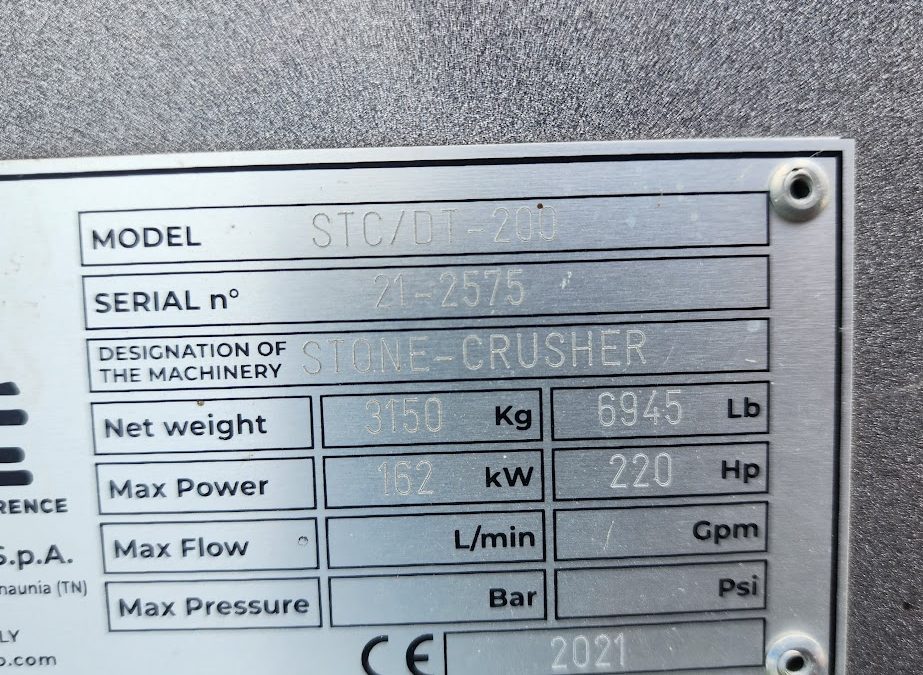 MODEL STC/DT-200
SERIAL n° 21-2575
DESIGNATION OF
THE MACHINERY STONE-CRUSHER
Net weight 3150 Kg 6945 Lb
Max Power 162 kW 220 Hp
RENCE
Max Flow L/min Gpm
S.p.A.
naunia (TN)
Max Pressure Bar Psi
LY
o.com
CE 2021